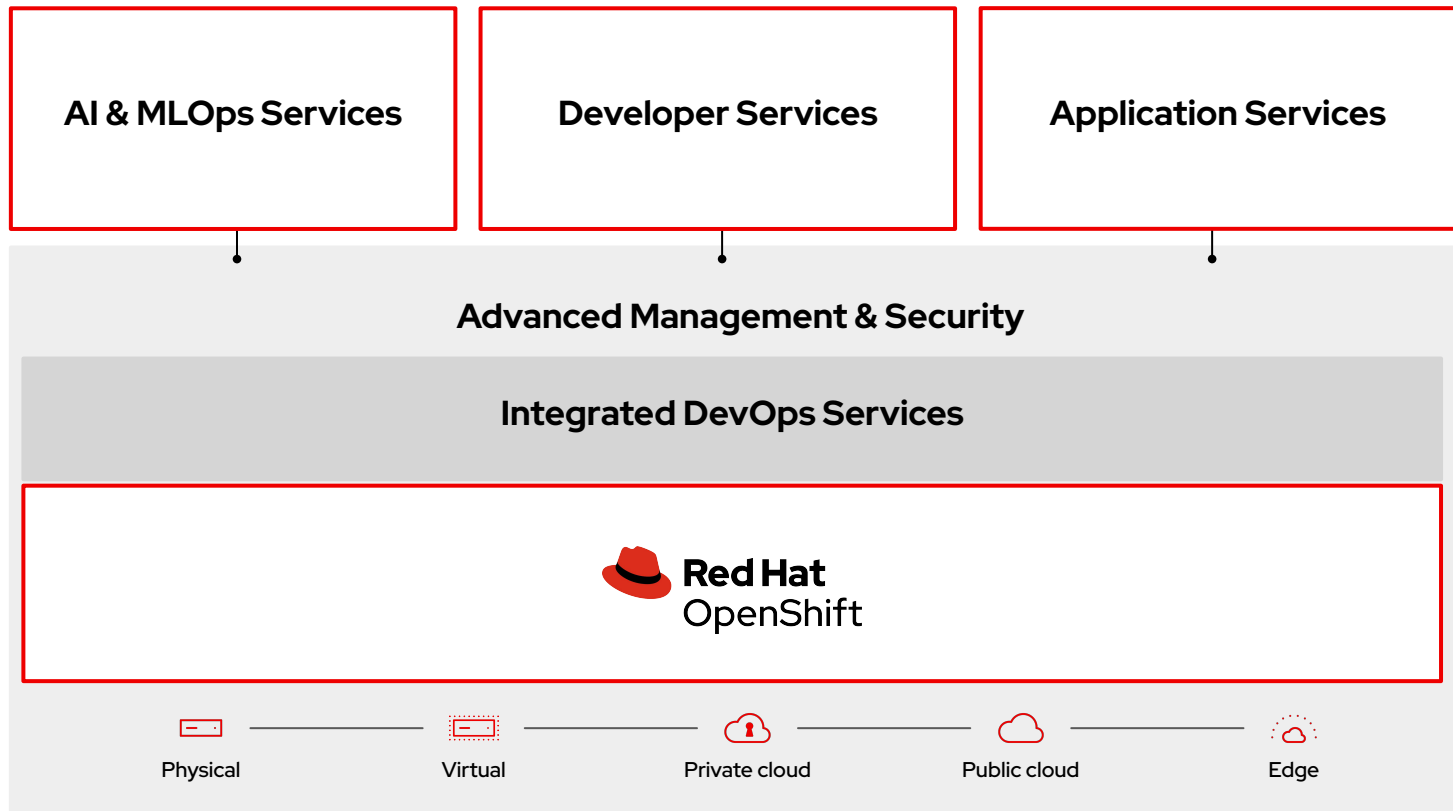 AI & MLOps Services
Developer Services
Application Services
Advanced Management & Security
Integrated DevOps Services
Red Hat
OpenShift
Physical
Virtual
Private cloud
Public cloud
Edge